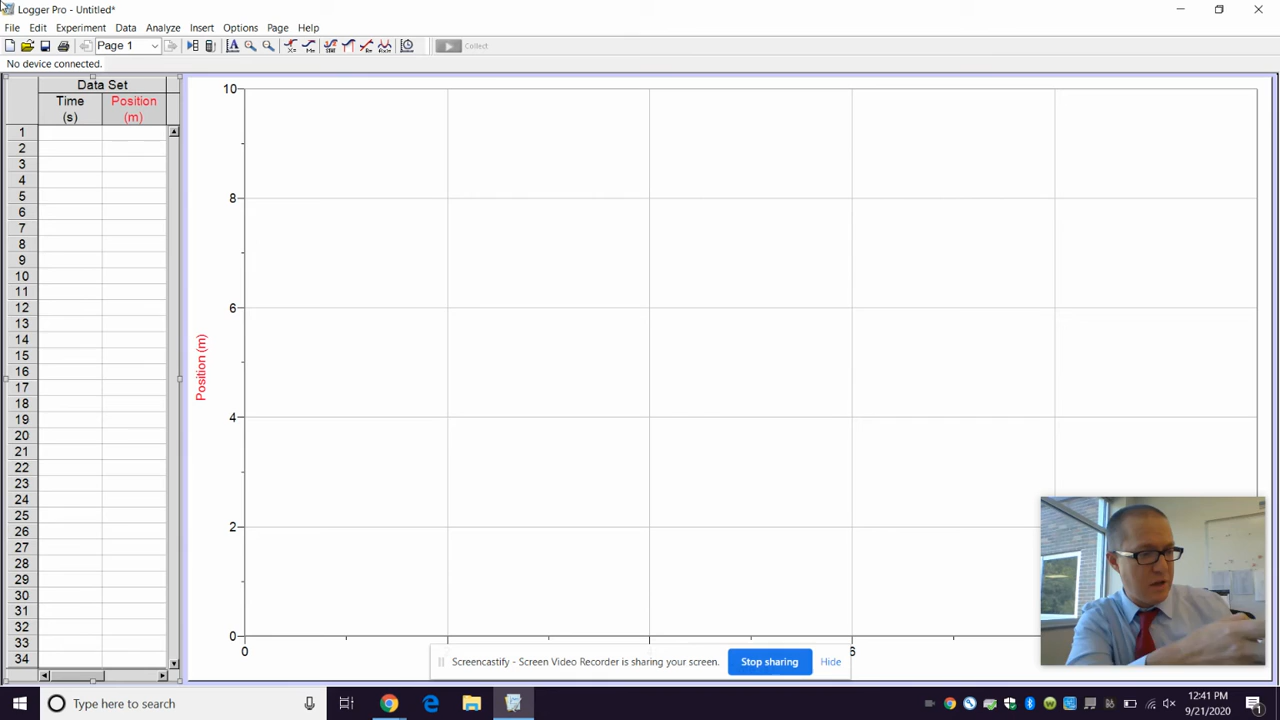 Logger Pro - Untitled*
File Edit Experiment Data Analyze Insert Options Page Help
Page 1
Collect
No device connected.
Data Set
Time
(s)
Position
(m)
1
2
3
4
5
6
7
8
9
10
11
12
13
14
15
16
17
18
19
20
21
22
23
24
25
26
27
28
29
30
31
32
33
34
Position (m)
10
8
6
4
2
0
0
6
Screencastify - Screen Video Recorder is sharing your screen.
Stop sharing
Hide
Type here to search
12:41 PM
9/21/2020
1